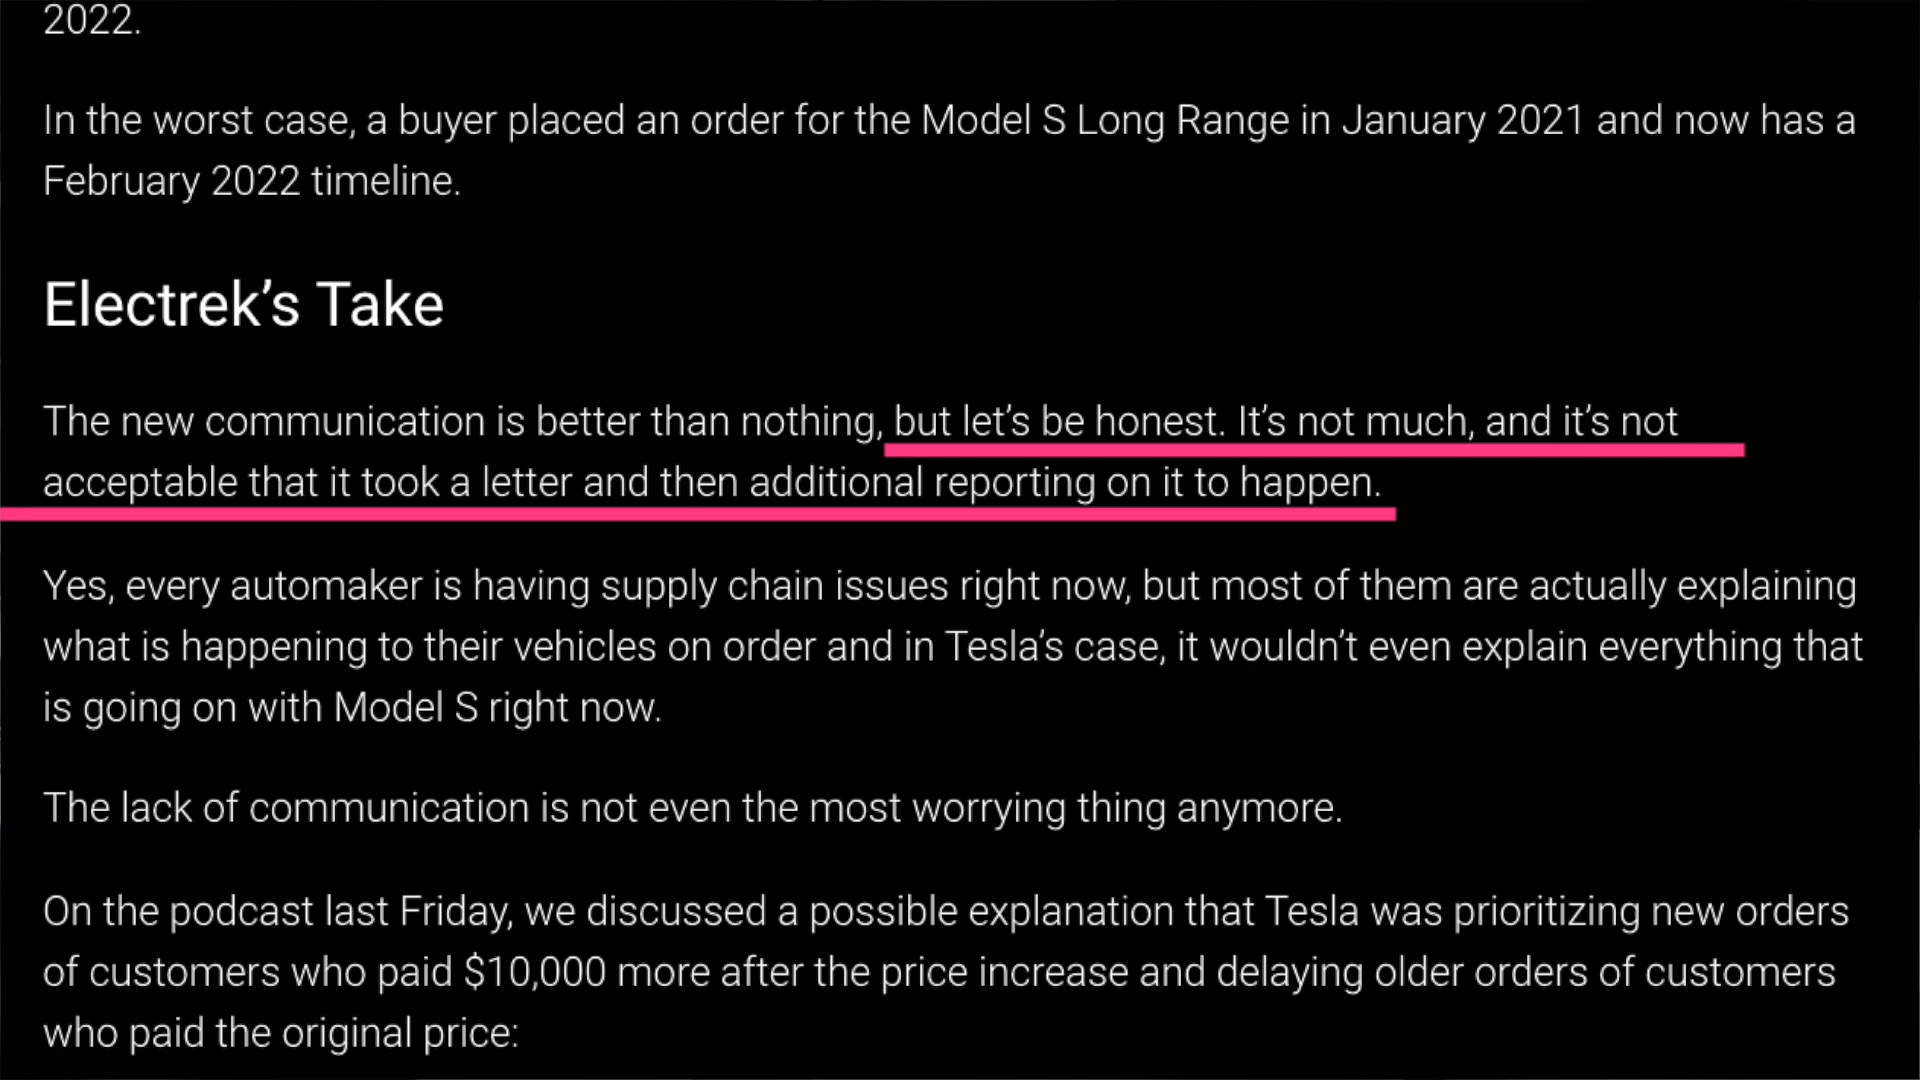 2022.
In the worst case, a buyer placed an order for the Model S Long Range in January 2021 and now has a
February 2022 timeline.
Electrek’s Take
The new communication is better than nothing, but let’s be honest. It’s not much, and it’s not
acceptable that it took a letter and then additional reporting on it to happen.
Yes, every automaker is having supply chain issues right now, but most of them are actually explaining
what is happening to their vehicles on order and in Tesla’s case, it wouldn’t even explain everything that
is going on with Model S right now.
The lack of communication is not even the most worrying thing anymore.
On the podcast last Friday, we discussed a possible explanation that Tesla was prioritizing new orders
of customers who paid $10,000 more after the price increase and delaying older orders of customers
who paid the original price: